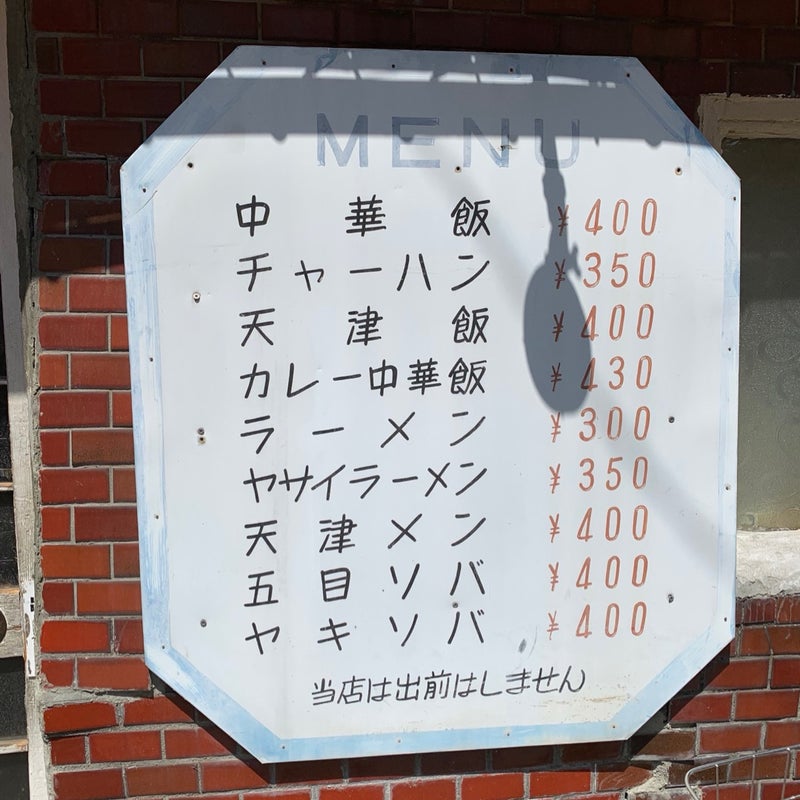 MENU
中華飯 ¥400
チャーハン ¥350
天津飯 ¥400
カレー中華飯 ¥430
ラーメン ¥300
ヤサイラーメン ¥350
天津メン ¥400
五目ソバ ¥400
ヤキソバ ¥400
当店は出前はしません